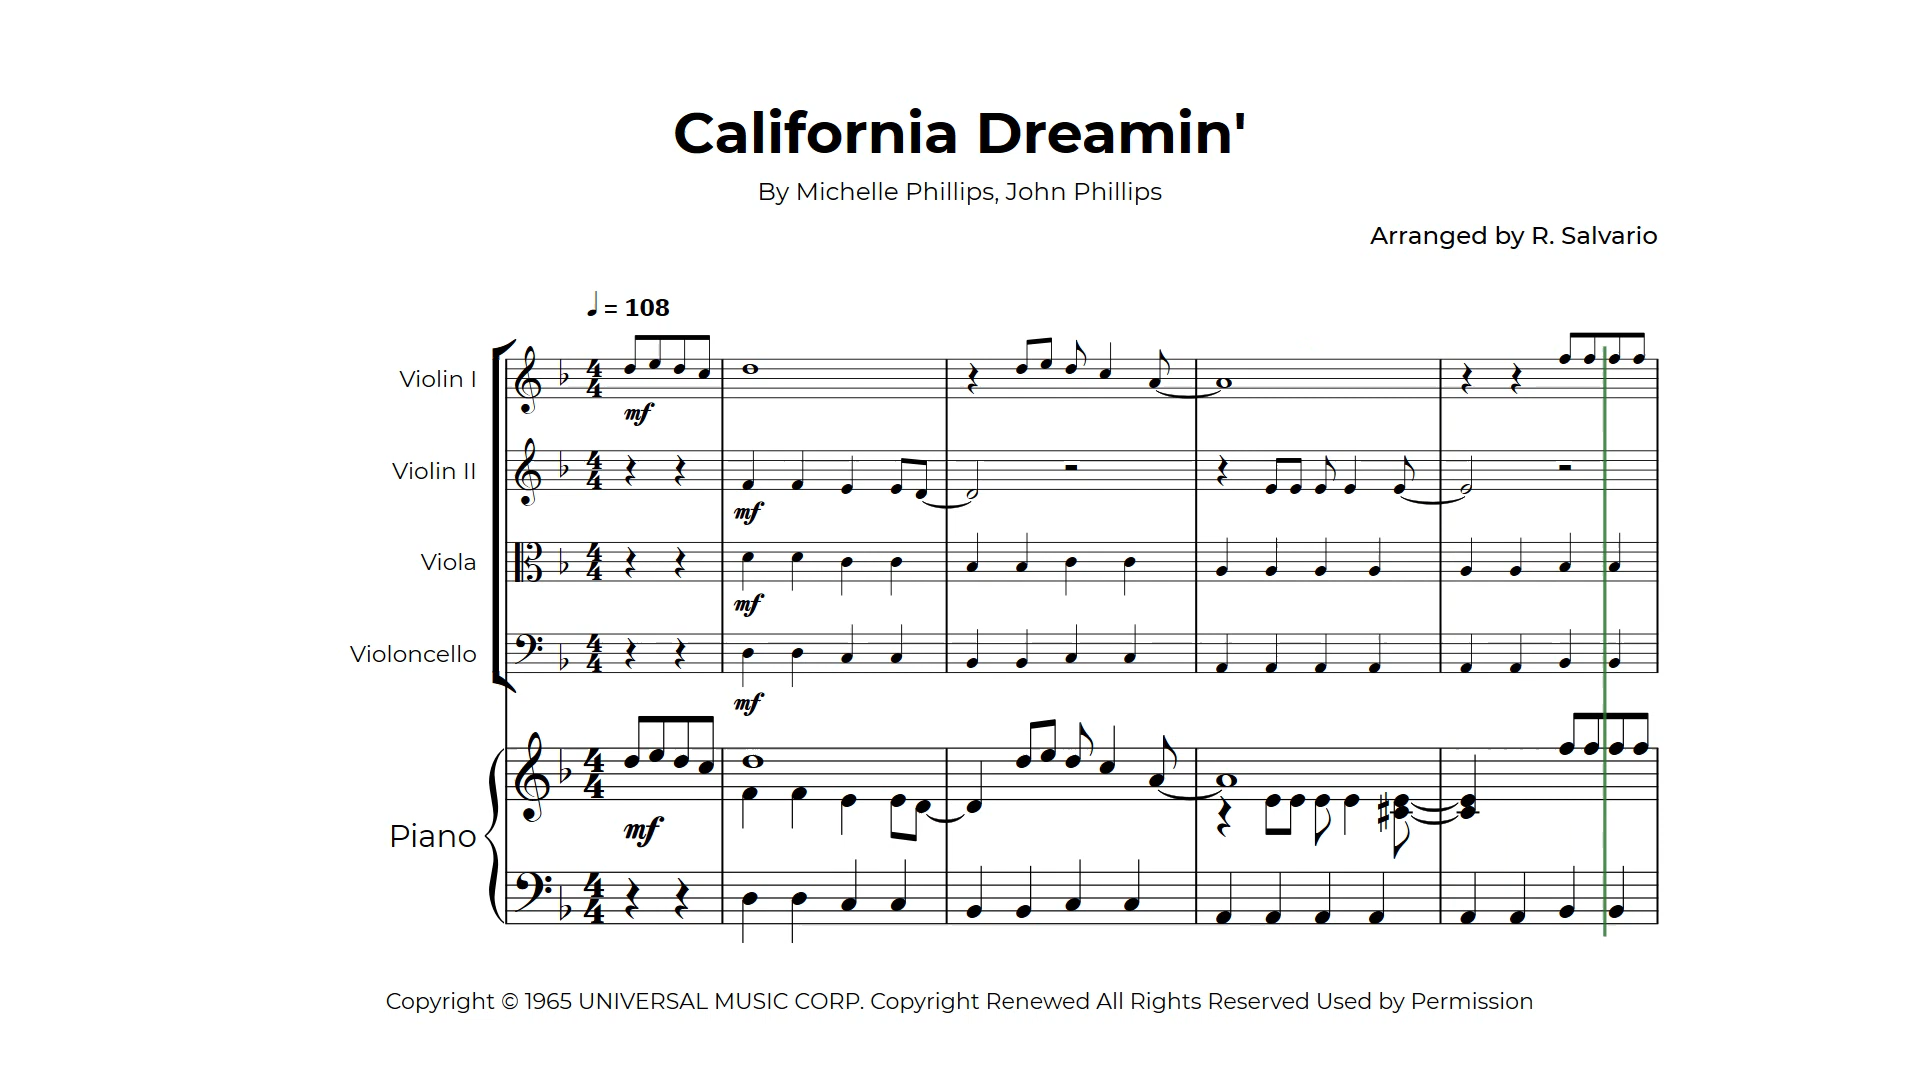 California Dreamin'
By Michelle Phillips, John Phillips
Arranged by R. Salvario
♩ = 108
Violin I
mf
Violin II
mf
Viola
mf
Violoncello
mf
Piano
mf
Copyright © 1965 UNIVERSAL MUSIC CORP. Copyright Renewed All Rights Reserved Used by Permission